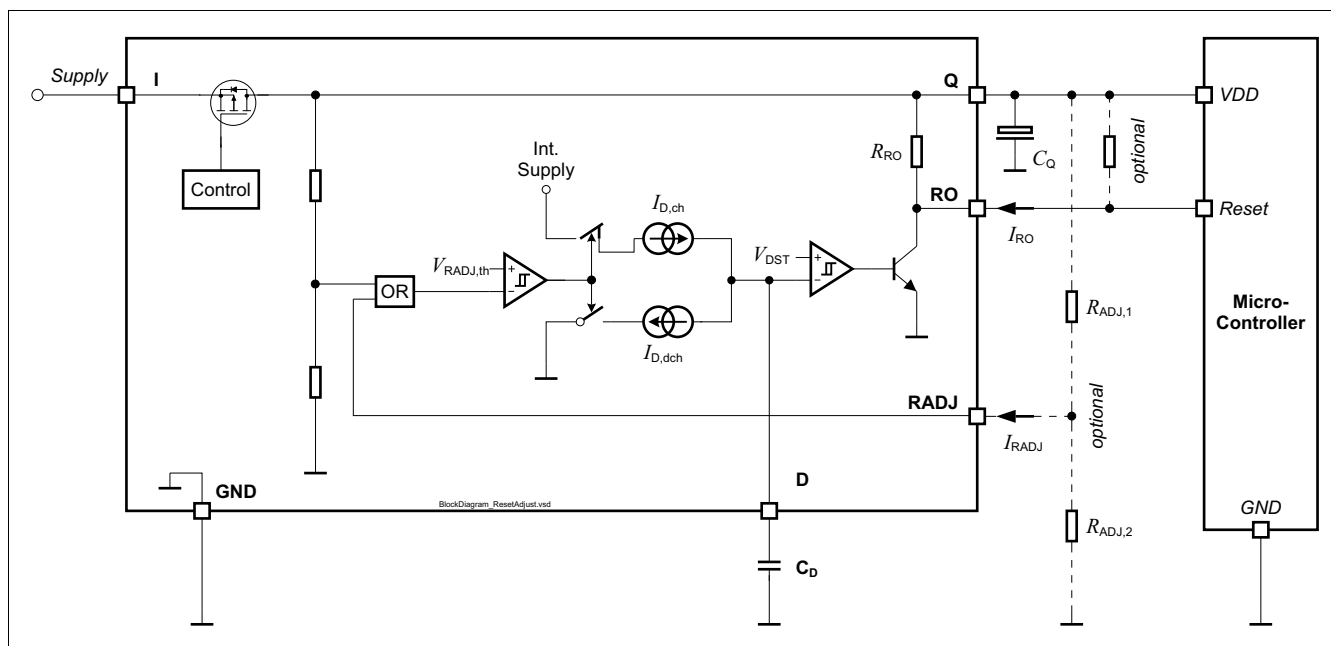 Supply
I
Q
VDD
Control
Int.
Supply
R_RO
C_Q
optional
RO
I_D,ch
Reset
I_RO
V_RADJ,th
+
−
V_DST
+
−
OR
Micro-
Controller
R_ADJ,1
I_D,dch
RADJ
I_RADJ
optional
GND
D
BlockDiagram_ResetAdjust.vsd
GND
R_ADJ,2
C_D